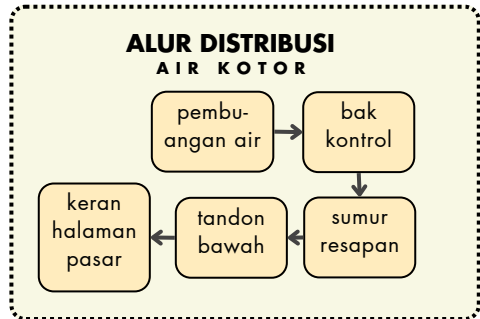 ALUR DISTRIBUSI
AIR KOTOR
pembu-
angan air
bak
kontrol
sumur
resapan
tandon
bawah
keran
halaman
pasar